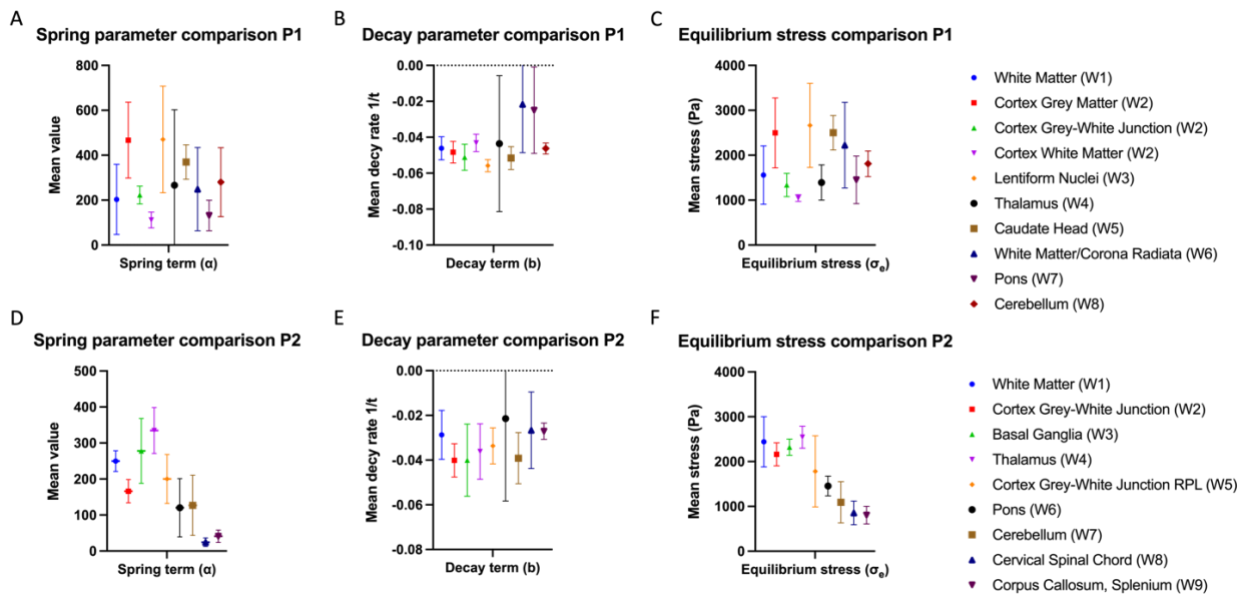 A
Spring parameter comparison P1
Mean value
800
600
400
200
0
Spring term (α)
B
Decay parameter comparison P1
Mean decy rate 1/t
0.00
-0.02
-0.04
-0.06
-0.08
-0.10
Decay term (b)
C
Equilibrium stress comparison P1
Mean stress (Pa)
4000
3000
2000
1000
0
Equilibrium stress (σe)
White Matter (W1)
Cortex Grey Matter (W2)
Cortex Grey-White Junction (W2)
Cortex White Matter (W2)
Lentiform Nuclei (W3)
Thalamus (W4)
Caudate Head (W5)
White Matter/Corona Radiata (W6)
Pons (W7)
Cerebellum (W8)
D
Spring parameter comparison P2
Mean value
500
400
300
200
100
0
Spring term (α)
E
Decay parameter comparison P2
Mean decy rate 1/t
0.00
-0.02
-0.04
-0.06
-0.08
Decay term (b)
F
Equilibrium stress comparison P2
Mean stress (Pa)
4000
3000
2000
1000
0
Equilibrium stress (σe)
White Matter (W1)
Cortex Grey-White Junction (W2)
Basal Ganglia (W3)
Thalamus (W4)
Cortex Grey-White Junction RPL (W5)
Pons (W6)
Cerebellum (W7)
Cervical Spinal Chord (W8)
Corpus Callosum, Splenium (W9)